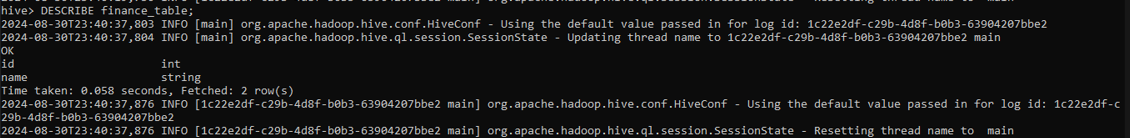 hive> DESCRIBE finance_table;
2024-08-30T23:40:37,803 INFO [main] org.apache.hadoop.hive.conf.HiveConf - Using the default value passed in for log id: 1c22e2df-c29b-4d8f-b0b3-63904207bbe2
2024-08-30T23:40:37,804 INFO [main] org.apache.hadoop.hive.ql.session.SessionState - Updating thread name to 1c22e2df-c29b-4d8f-b0b3-63904207bbe2 main
OK
id int
name string
Time taken: 0.058 seconds, Fetched: 2 row(s)
2024-08-30T23:40:37,876 INFO [1c22e2df-c29b-4d8f-b0b3-63904207bbe2 main] org.apache.hadoop.hive.conf.HiveConf - Using the default value passed in for log id: 1c22e2df-c
29b-4d8f-b0b3-63904207bbe2
2024-08-30T23:40:37,876 INFO [1c22e2df-c29b-4d8f-b0b3-63904207bbe2 main] org.apache.hadoop.hive.ql.session.SessionState - Resetting thread name to  main